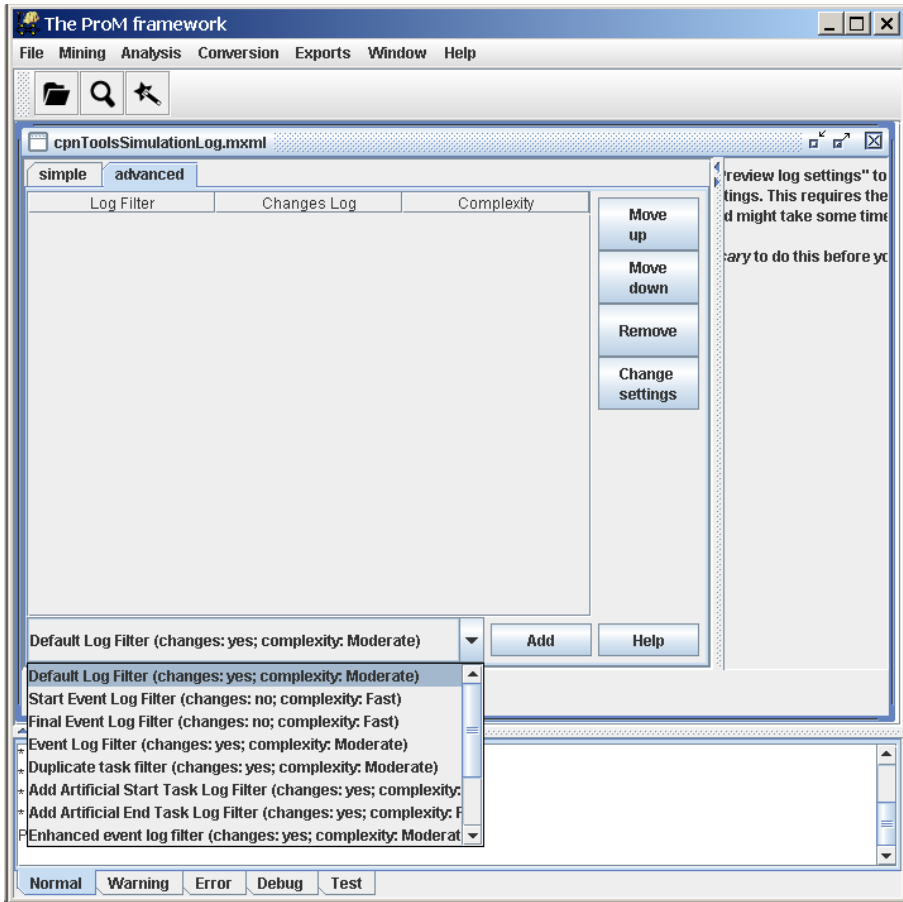 The ProM framework
File Mining Analysis Conversion Exports Window Help
cpnToolsSimulationLog.mxml
simple advanced
Log Filter Changes Log Complexity
Move
up
Move
down
Remove
Change
settings
review log settings" to
tings. This requires the
d might take some time
ary to do this before yo
Default Log Filter (changes: yes; complexity: Moderate)
Add
Help
Default Log Filter (changes: yes; complexity: Moderate)
Start Event Log Filter (changes: no; complexity: Fast)
Final Event Log Filter (changes: no; complexity: Fast)
Event Log Filter (changes: yes; complexity: Moderate)
Duplicate task filter (changes: yes; complexity: Moderate)
Add Artificial Start Task Log Filter (changes: yes; complexity:
Add Artificial End Task Log Filter (changes: yes; complexity: F
Enhanced event log filter (changes: yes; complexity: Moderat
Normal Warning Error Debug Test